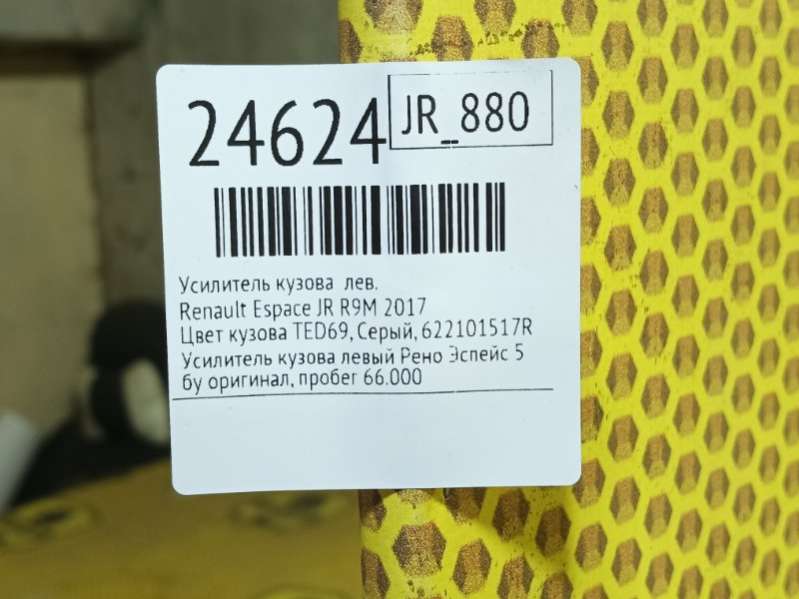 24624 JR_880
Усилитель кузова лев.
Renault Espace JR R9M 2017
Цвет кузова TED69, Серый, 622101517R
Усилитель кузова левый Рено Эспейс 5
бу оригинал, пробег 66.000